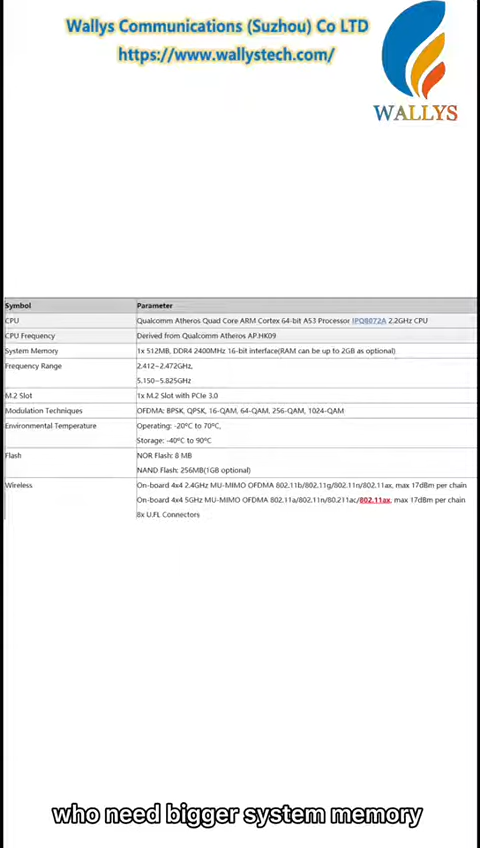 Wallys Communications (Suzhou) Co LTD
https://www.wallystech.com/
WALLYS
Symbol Parameter
CPU Qualcomm Atheros Quad Core ARM Cortex 64-bit A53 Processor IPQ8072A 2.2GHz CPU
CPU Frequency Derived from Qualcomm Atheros AP.HK09
System Memory 1x 512MB, DDR4 2400MHz 16-bit interface(RAM can be up to 2GB as optional)
Frequency Range 2.412~2.472GHz,
5.150~5.825GHz
M.2 Slot 1x M.2 Slot with PCIe 3.0
Modulation Techniques OFDMA: BPSK, QPSK, 16-QAM, 64-QAM, 256-QAM, 1024-QAM
Environmental Temperature Operating: -20ºC to 70ºC,
Storage: -40ºC to 90ºC
Flash NOR Flash: 8 MB
NAND Flash: 256MB(1GB optional)
Wireless On-board 4x4 2.4GHz MU-MIMO OFDMA 802.11b/802.11g/802.11n/802.11ax, max 17dBm per chain
On-board 4x4 5GHz MU-MIMO OFDMA 802.11a/802.11n/80.211ac/802.11ax, max 17dBm per chain
8x U.FL Connectors
who need bigger system memory